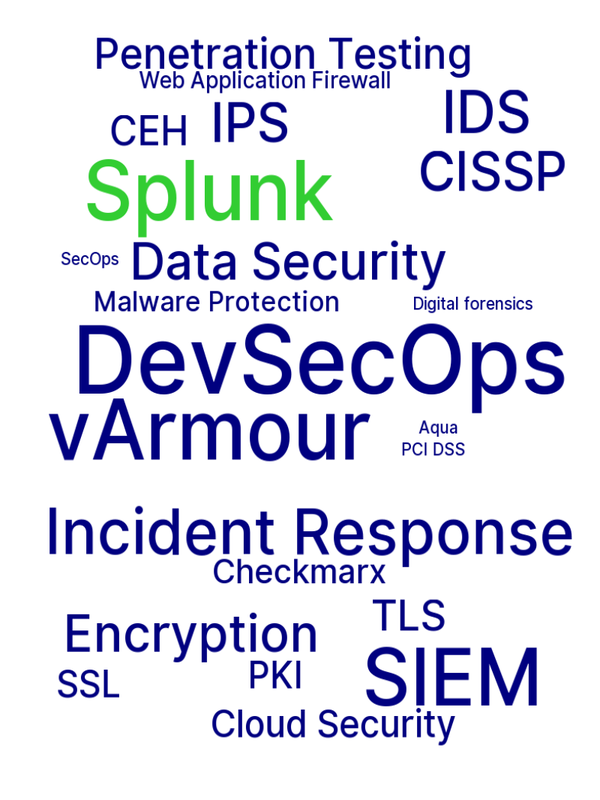 Penetration Testing
Web Application Firewall
CEH IPS IDS
Splunk CISSP
SecOps Data Security
Malware Protection Digital forensics
DevSecOps
vArmour Aqua
PCI DSS
Incident Response
Checkmarx
Encryption TLS
SSL PKI SIEM
Cloud Security